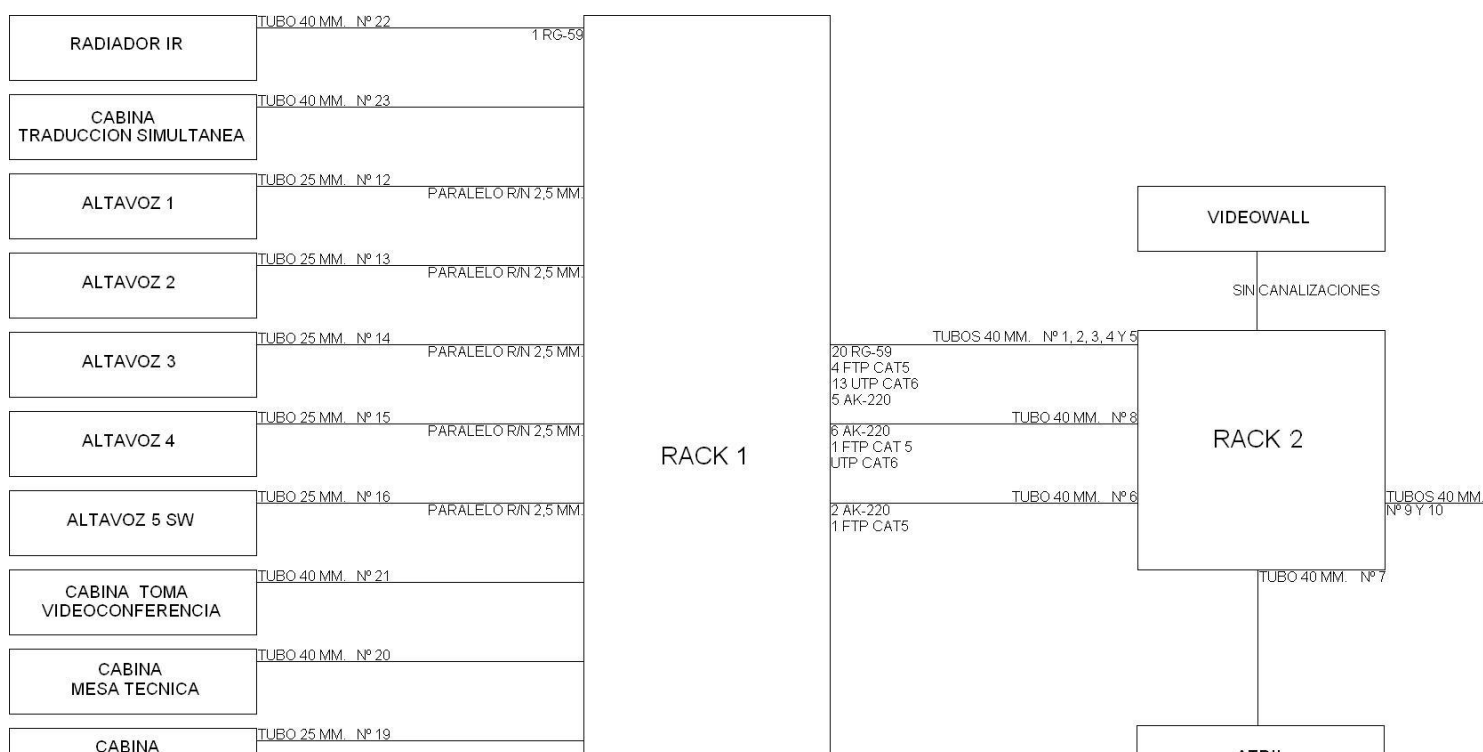 RADIADOR IR
TUBO 40 MM. Nº 22
1 RG-59
CABINA
TRADUCCION SIMULTANEA
TUBO 40 MM. Nº 23
ALTAVOZ 1
TUBO 25 MM. Nº 12
PARALELO R/N 2,5 MM.
ALTAVOZ 2
TUBO 25 MM. Nº 13
PARALELO R/N 2,5 MM.
ALTAVOZ 3
TUBO 25 MM. Nº 14
PARALELO R/N 2,5 MM.
ALTAVOZ 4
TUBO 25 MM. Nº 15
PARALELO R/N 2,5 MM.
ALTAVOZ 5 SW
TUBO 25 MM. Nº 16
PARALELO R/N 2,5 MM.
CABINA TOMA
VIDEOCONFERENCIA
TUBO 40 MM. Nº 21
CABINA
MESA TECNICA
TUBO 40 MM. Nº 20
CABINA
TUBO 25 MM. Nº 19
RACK 1
TUBOS 40 MM. Nº 1, 2, 3, 4 Y 5
20 RG-59
4 FTP CAT5
13 UTP CAT6
5 AK-220
TUBO 40 MM. Nº 8
6 AK-220
1 FTP CAT 5
UTP CAT6
TUBO 40 MM. Nº 6
2 AK-220
1 FTP CAT5
VIDEOWALL
SIN CANALIZACIONES
RACK 2
TUBOS 40 MM.
Nº 9 Y 10
TUBO 40 MM. Nº 7